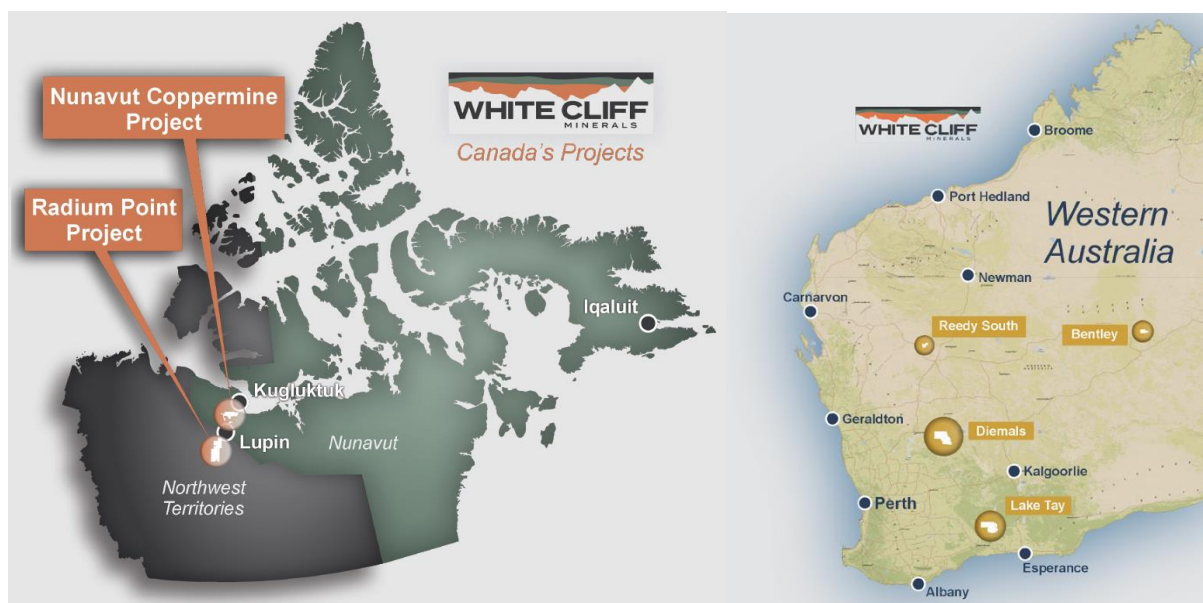 Nunavut Coppermine
Project
Radium Point
Project
WHITE CLIFF
MINERALS
Canada's Projects
Iqaluit
Kugluktuk
Lupin
Nunavut
Northwest
Territories
WHITE CLIFF
MINERALS
Broome
Port Hedland
Western
Australia
Newman
Carnarvon
Reedy South
Bentley
Geraldton
Diemals
Kalgoorlie
Perth
Lake Tay
Esperance
Albany